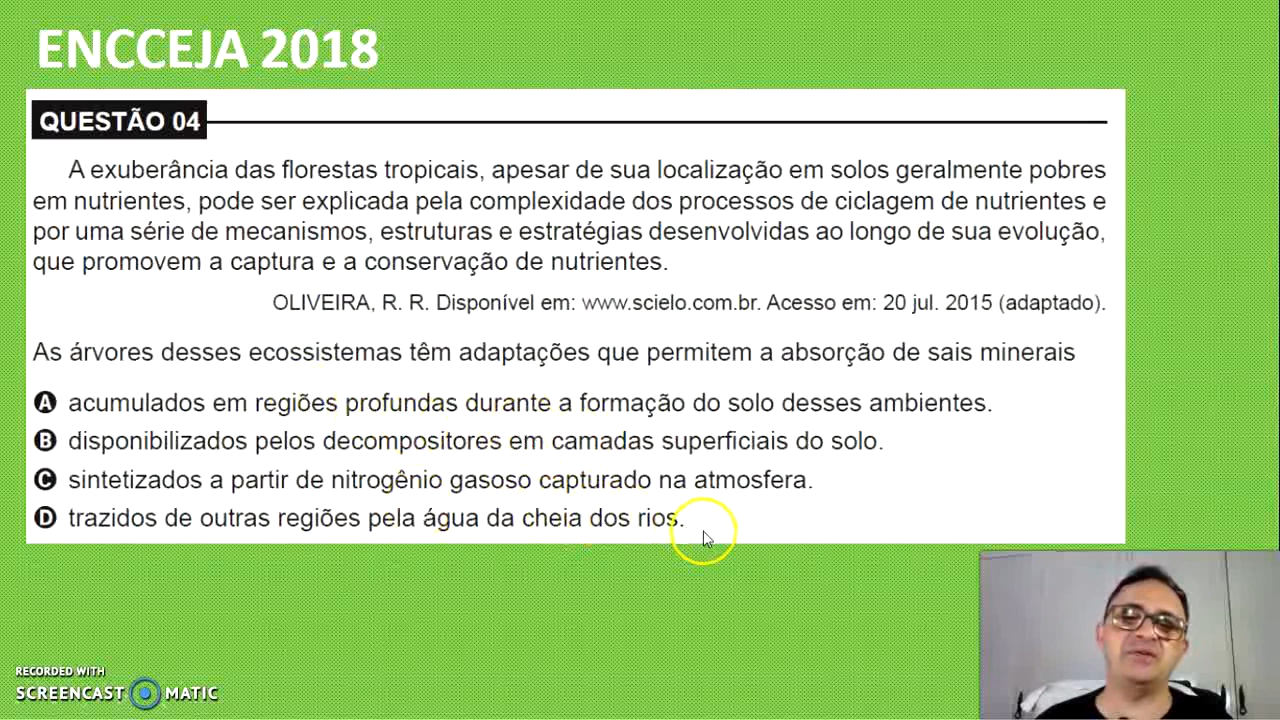 ENCCEJA 2018
QUESTÃO 04
A exuberância das florestas tropicais, apesar de sua localização em solos geralmente pobres
em nutrientes, pode ser explicada pela complexidade dos processos de ciclagem de nutrientes e
por uma série de mecanismos, estruturas e estratégias desenvolvidas ao longo de sua evolução,
que promovem a captura e a conservação de nutrientes.
OLIVEIRA, R. R. Disponível em: www.scielo.com.br. Acesso em: 20 jul. 2015 (adaptado).
As árvores desses ecossistemas têm adaptações que permitem a absorção de sais minerais
A acumulados em regiões profundas durante a formação do solo desses ambientes.
B disponibilizados pelos decompositores em camadas superficiais do solo.
C sintetizados a partir de nitrogênio gasoso capturado na atmosfera.
D trazidos de outras regiões pela água da cheia dos rios.
RECORDED WITH
SCREENCAST MATIC